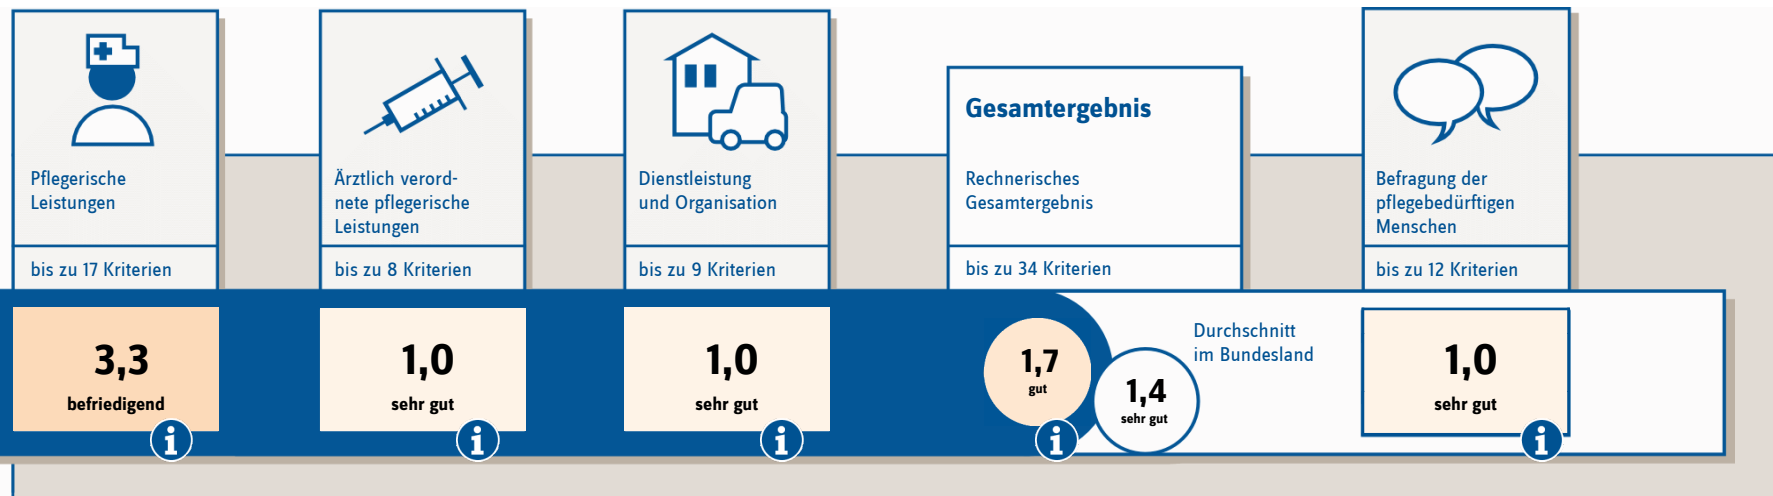 Pflegerische
Leistungen
bis zu 17 Kriterien
3,3
befriedigend
i
Ärztlich verord-
nete pflegerische
Leistungen
bis zu 8 Kriterien
1,0
sehr gut
i
Dienstleistung
und Organisation
bis zu 9 Kriterien
1,0
sehr gut
i
Gesamtergebnis
Rechnerisches
Gesamtergebnis
bis zu 34 Kriterien
1,7
gut
i
Durchschnitt
im Bundesland
1,4
sehr gut
Befragung der
pflegebedürftigen
Menschen
bis zu 12 Kriterien
1,0
sehr gut
i